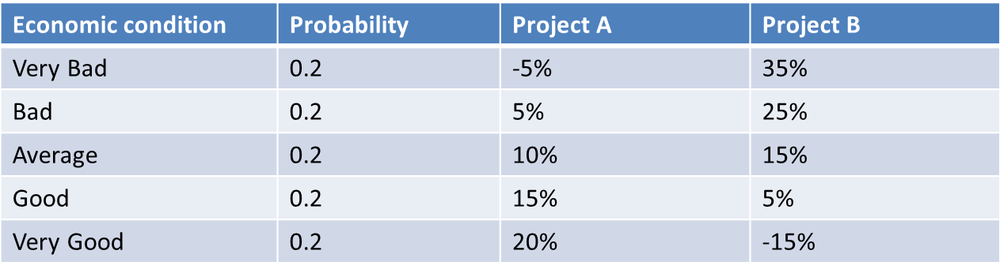 Economic condition Probability Project A Project B
Very Bad 0.2 -5% 35%
Bad 0.2 5% 25%
Average 0.2 10% 15%
Good 0.2 15% 5%
Very Good 0.2 20% -15%